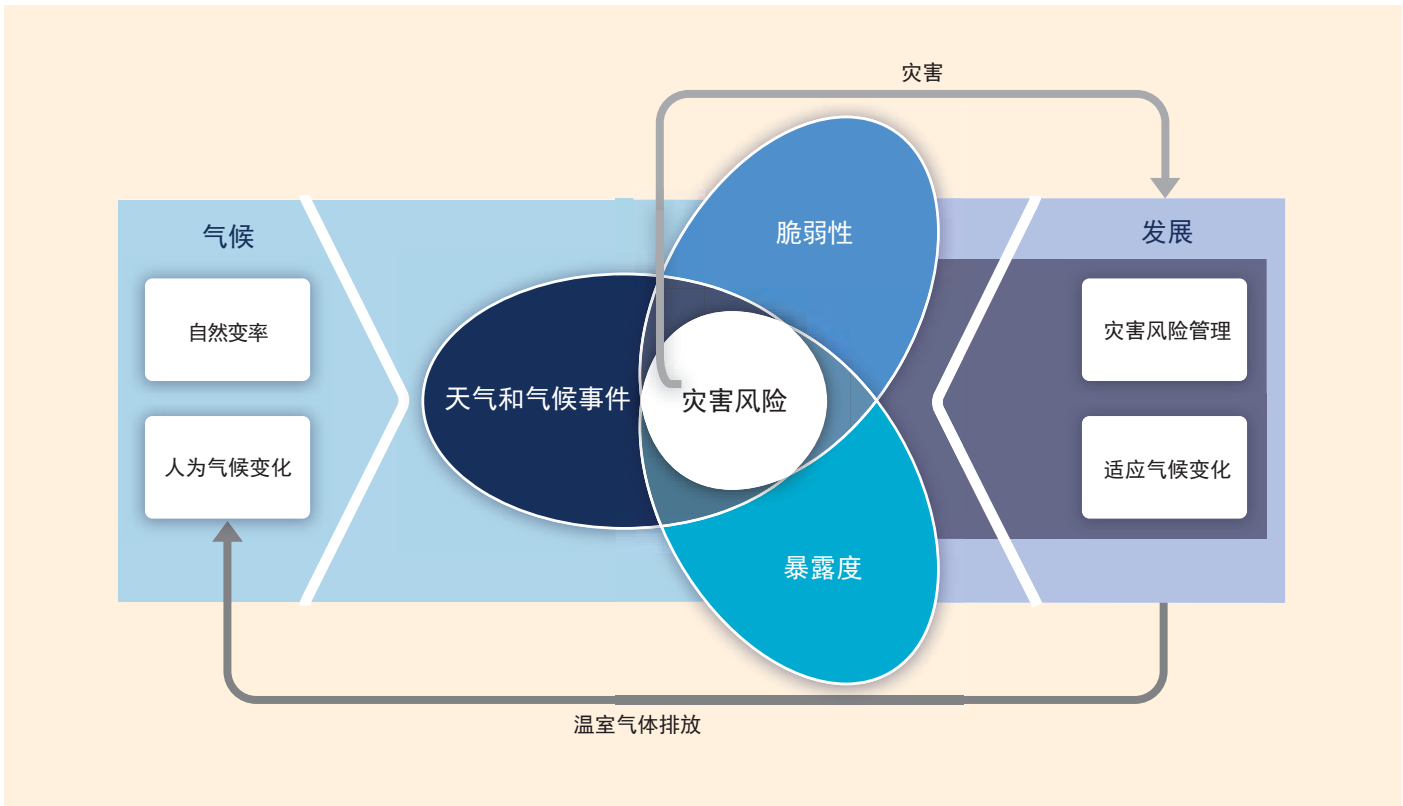 灾害
脆弱性
气候
发展
自然变率
灾害风险管理
天气和气候事件
灾害风险
人为气候变化
适应气候变化
暴露度
温室气体排放